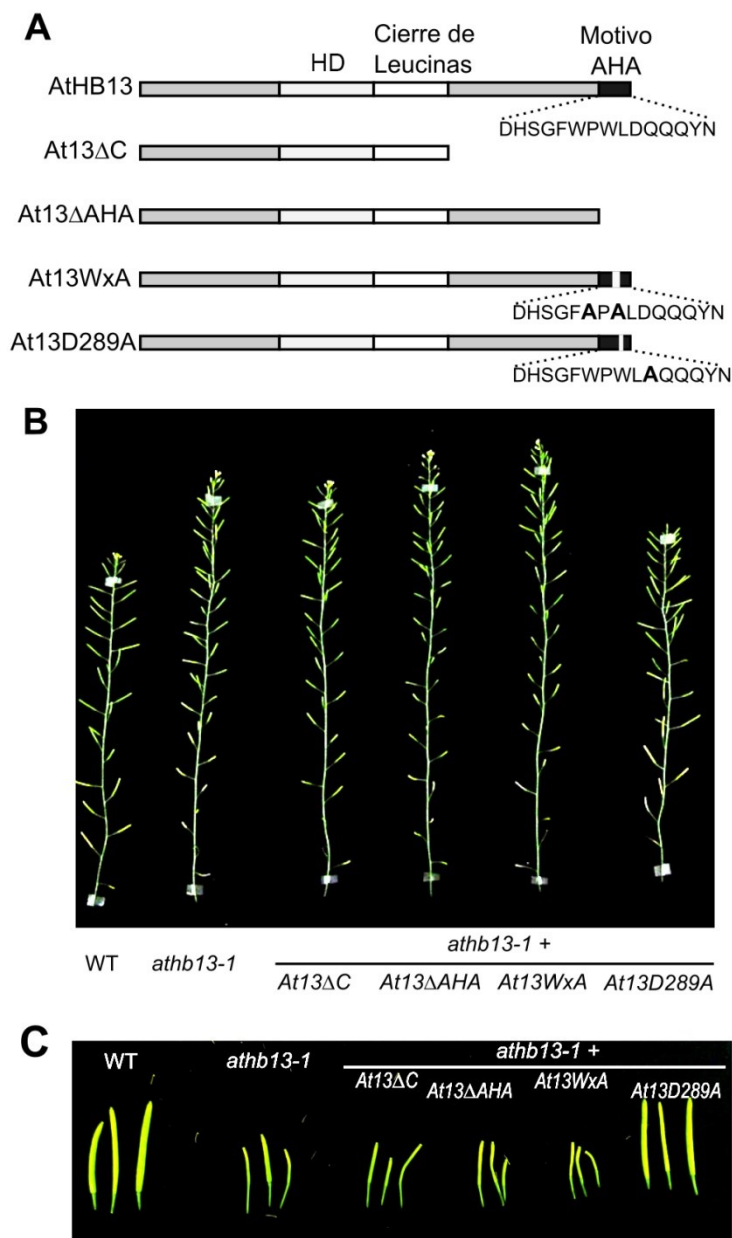 A
HD
Cierre de
Leucinas
Motivo
AHA
AtHB13
DHSGFWPWLDQQQYN
At13ΔC
At13ΔAHA
At13WxA
DHSGFAPALDQQQYN
At13D289A
DHSGFWPWLAQQQYN
B
WT
athb13-1
athb13-1 +
At13ΔC
At13ΔAHA
At13WxA
At13D289A
C
WT
athb13-1
athb13-1 +
At13ΔC
At13ΔAHA
At13WxA
At13D289A